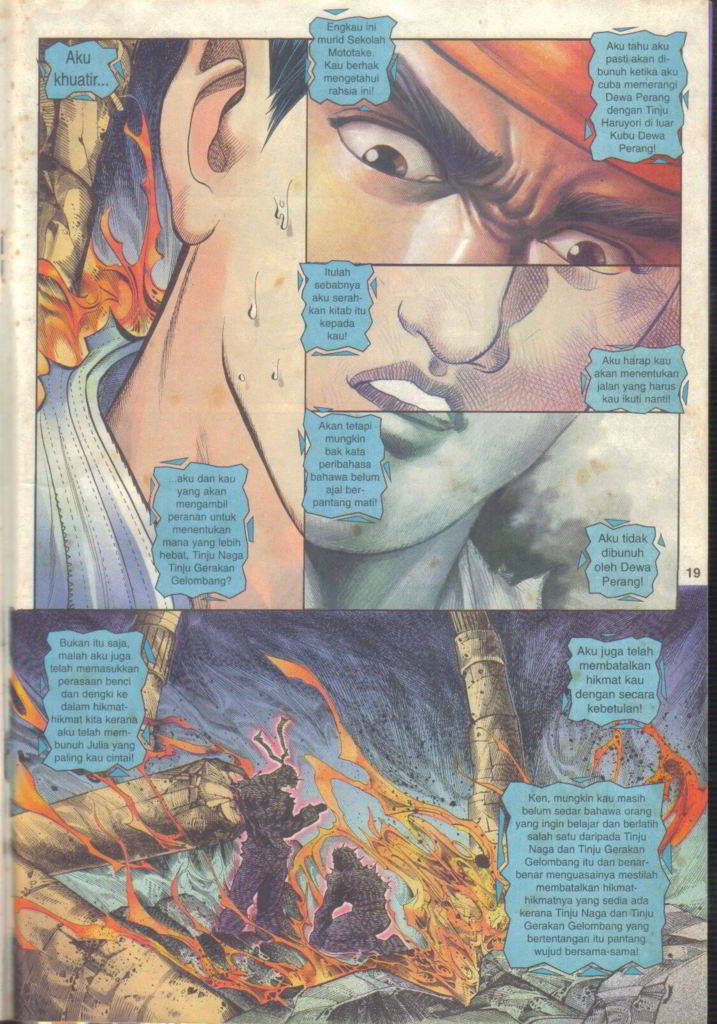 Engkau ini
murid Sekolah
Mototake.
Kau berhak
mengetahui
rahsia ini!
Aku tahu aku
pasti akan di-
bunuh ketika aku
cuba memerangi
Dewa Perang
dengan Tinju
Haruyori di luar
Kubu Dewa
Perang!
Itulah
sebabnya
aku serah-
kan kitab itu
kepada
kau!
Aku harap kau
akan menentukan
jalan yang harus
kau ikuti nanti!
Akan tetapi
mungkin
bak kata
peribahasa
bahawa belum
ajal ber-
pantang mati!
Aku tidak
dibunuh
oleh Dewa
Perang!
Aku
khuatir...
...aku dan kau
yang akan
mengambil
peranan untuk
menentukan
mana yang lebih
hebat, Tinju Naga
Tinju Gerakan
Gelombang?
19
Aku juga telah
membatalkan
hikmat kau
dengan secara
kebetulan!
Bukan itu saja,
malah aku juga
telah memasukkan
perasaan benci
dan dengki ke
dalam hikmat-
hikmat kita kerana
aku telah mem-
bunuh Julia yang
paling kau cintai!
Ken, mungkin kau masih
belum sedar bahawa orang
yang ingin belajar dan berlatih
salah satu daripada Tinju
Naga dan Tinju Gerakan
Gelombang itu dan benar-
benar menguasainya mestilah
membatalkan hikmat-
hikmatnya yang sedia ada
kerana Tinju Naga dan Tinju
Gerakan Gelombang yang
bertentangan itu pantang
wujud bersama-sama!